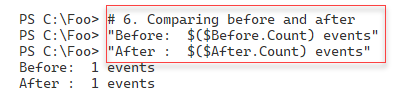 PS C:\Foo> # 6. Comparing before and after
PS C:\Foo> "Before:  $($Before.Count) events"
PS C:\Foo> "After :  $($After.Count) events"
Before:  1 events
After :  1 events